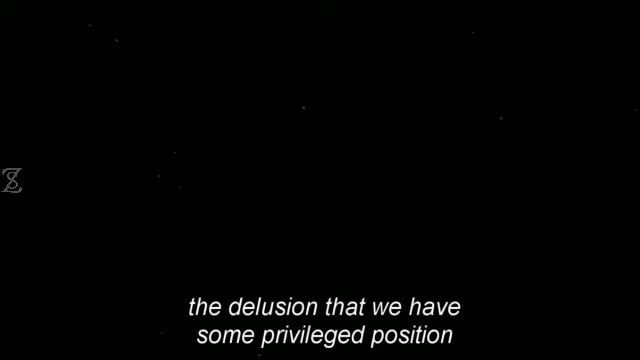 the delusion that we have
some privileged position